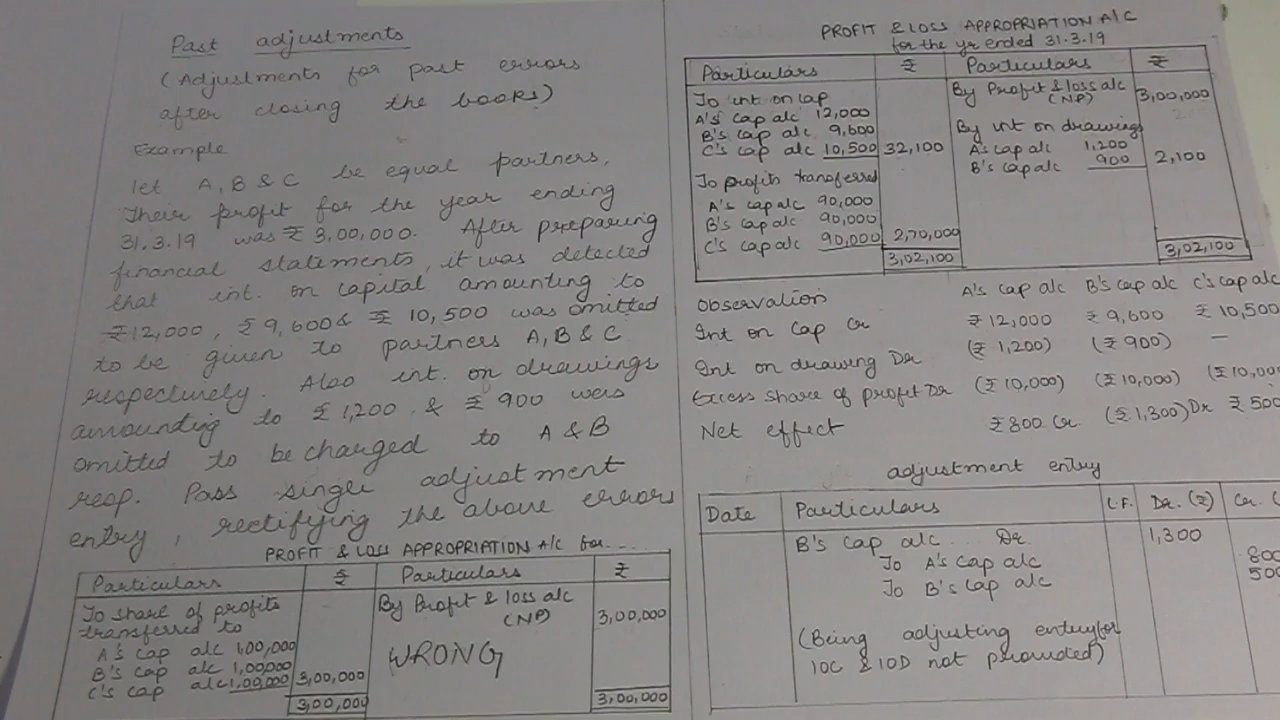 Past adjustments
(Adjustments for past errors
after closing the books)
Example
let A, B & C be equal partners.
Their profit for the year ending
31.3.19 was ₹ 3,00,000. After preparing
financial statements, it was detected
that int. on capital amounting to
₹12,000, ₹ 9,600 & ₹ 10,500 was omitted
to be given to partners A, B & C
respectively. Also int. on drawings
amounting to ₹ 1,200 & ₹ 900 were
omitted to be charged to A & B
resp. Pass single adjustment
entry, rectifying the above errors
PROFIT & LOSS APPROPRIATION A/C for....
Particulars ₹ Particulars ₹
To share of profits By Profit & loss a/c
transferred to (NP) 3,00,000
A's cap a/c 1,00,000 WRONG
B's cap a/c 1,00,000
C's cap a/c 1,00,000 3,00,000
3,00,000 3,00,000
PROFIT & LOSS APPROPRIATION A/C
for the yr ended 31.3.19
Particulars ₹ Particulars ₹
To int on cap By Profit & loss a/c
A's cap a/c 12,000 (NP) 3,00,000
B's cap a/c 9,600 By int on drawings
C's cap a/c 10,500 32,100 A's cap a/c 1,200
To profits transferred B's cap a/c 900 2,100
A's cap a/c 90,000
B's cap a/c 90,000
C's cap a/c 90,000 2,70,000
3,02,100 3,02,100
Observation A's cap a/c B's cap a/c C's cap a/c
Int on cap Cr ₹ 12,000 ₹ 9,600 ₹ 10,500
Int on drawing Dr (₹ 1,200) (₹ 900) —
Excess share of profit Dr (₹ 10,000) (₹ 10,000) (₹ 10,00
Net effect ₹ 800 Cr (₹ 1,300) Dr ₹ 500
adjustment entry
Date Particulars L.F. Dr. (₹) Cr. (
B's cap a/c .... Dr 1,300
To A's cap a/c 800
To B's cap a/c 500
(Being adjusting entry for
IOC & IOD not provided)